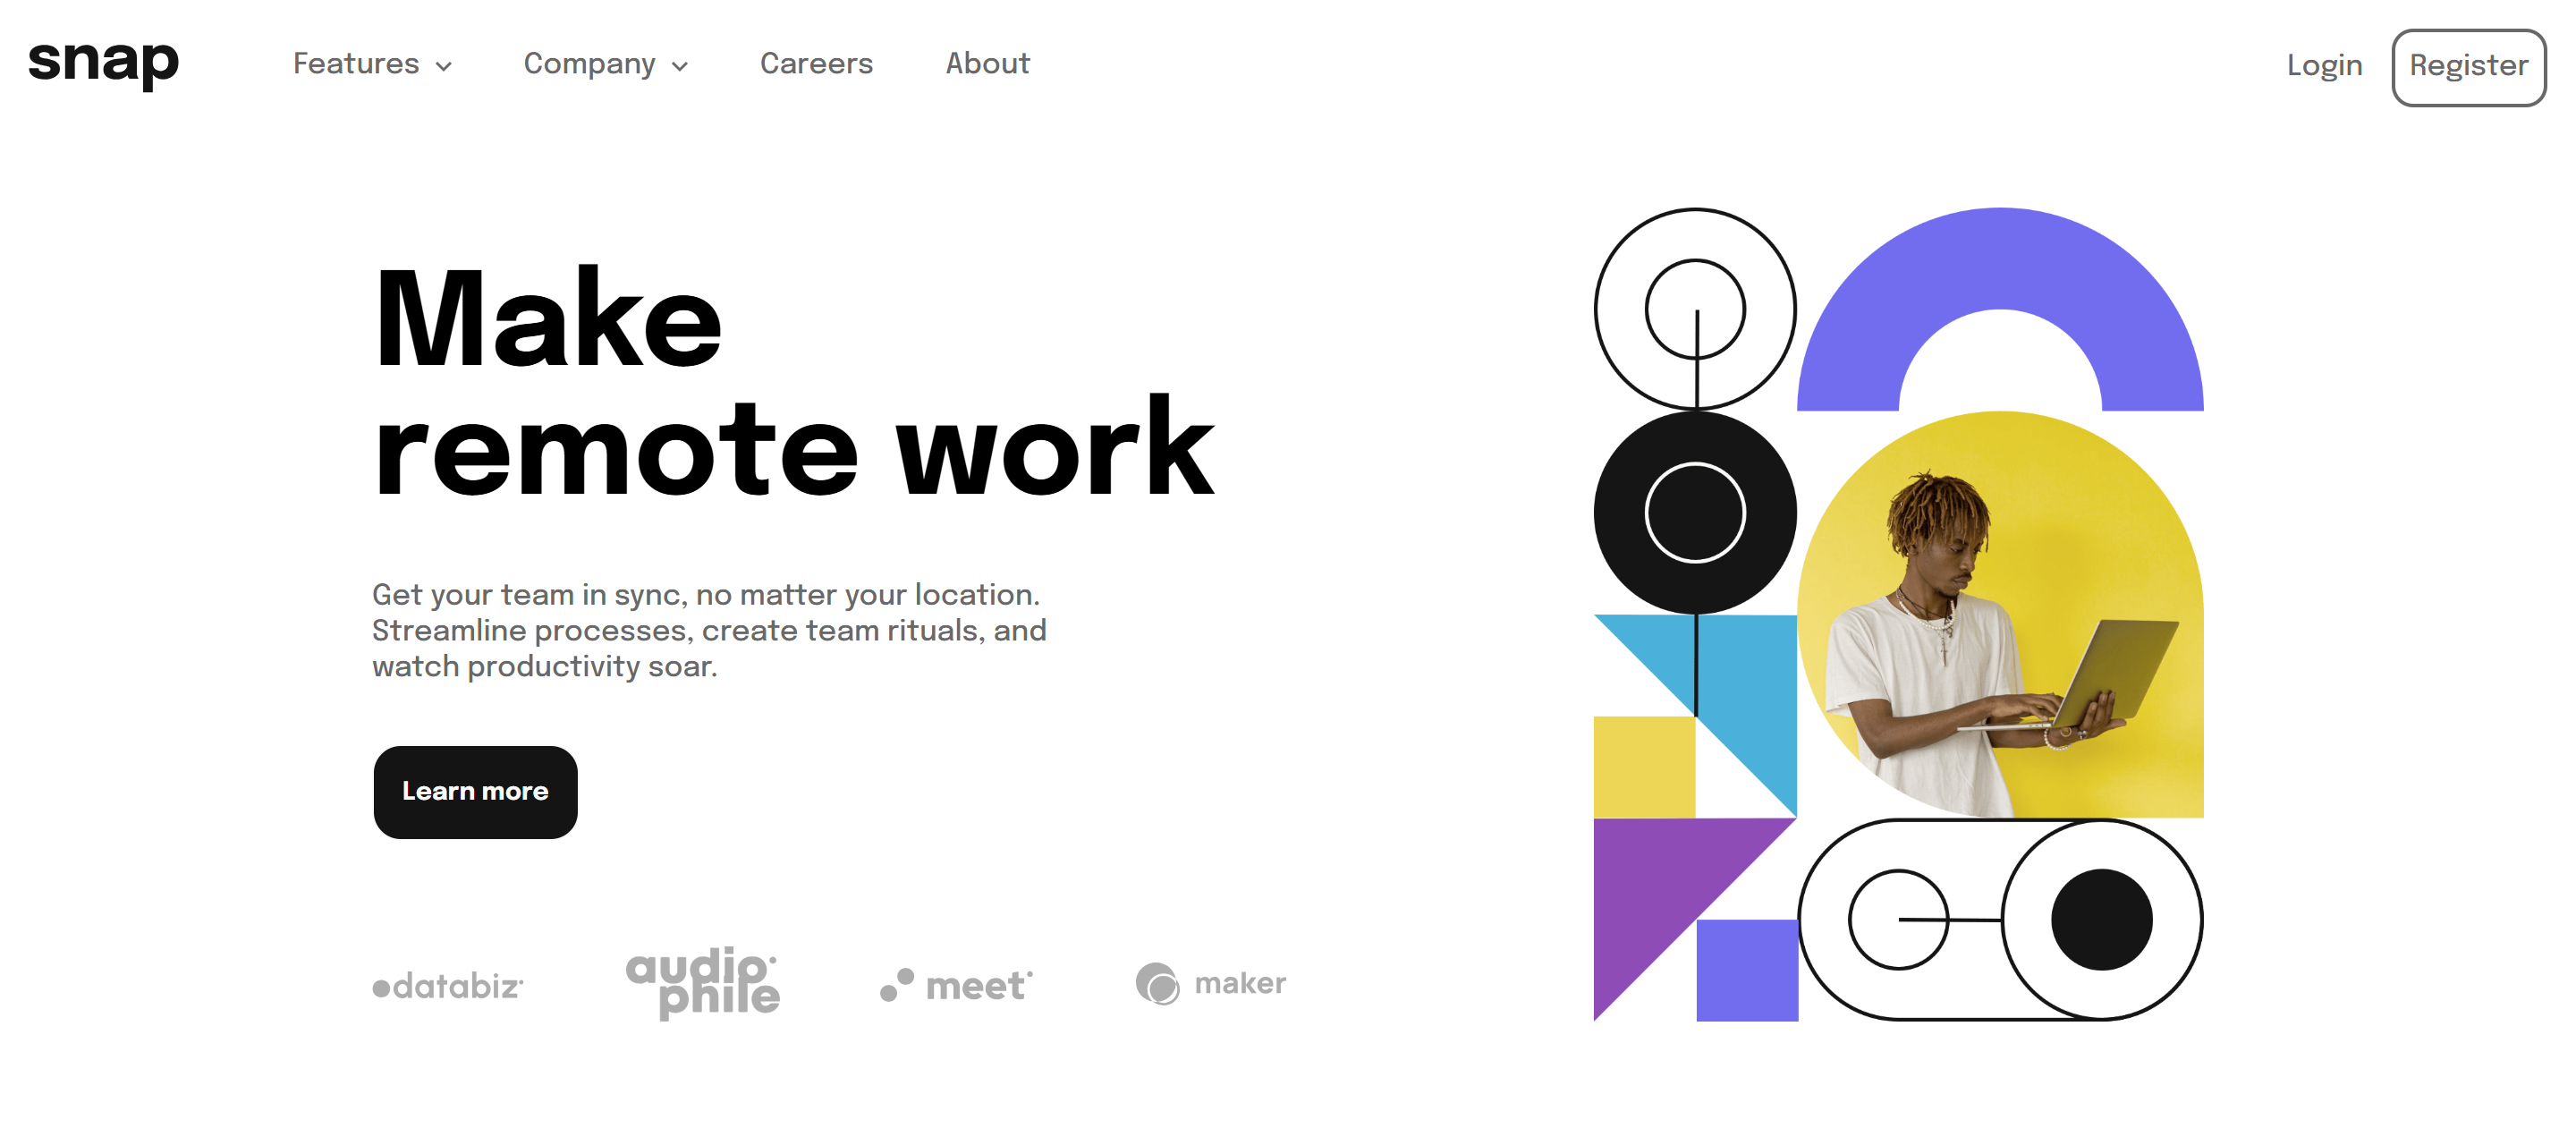 snap
Features
Company
Careers
About
Login
Register
Make
remote work
Get your team in sync, no matter your location.
Streamline processes, create team rituals, and
watch productivity soar.
Learn more
databiz
audio
phile
meet
maker